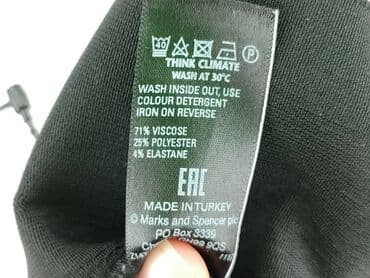 40 P
THINK CLIMATE
WASH AT 30°C
WASH INSIDE OUT, USE
COLOUR DETERGENT
IRON ON REVERSE
71% VISCOSE
25% POLYESTER
4% ELASTANE
EAC
MADE IN TURKEY
© Marks and Spencer plc
PO Box 3339
9QS